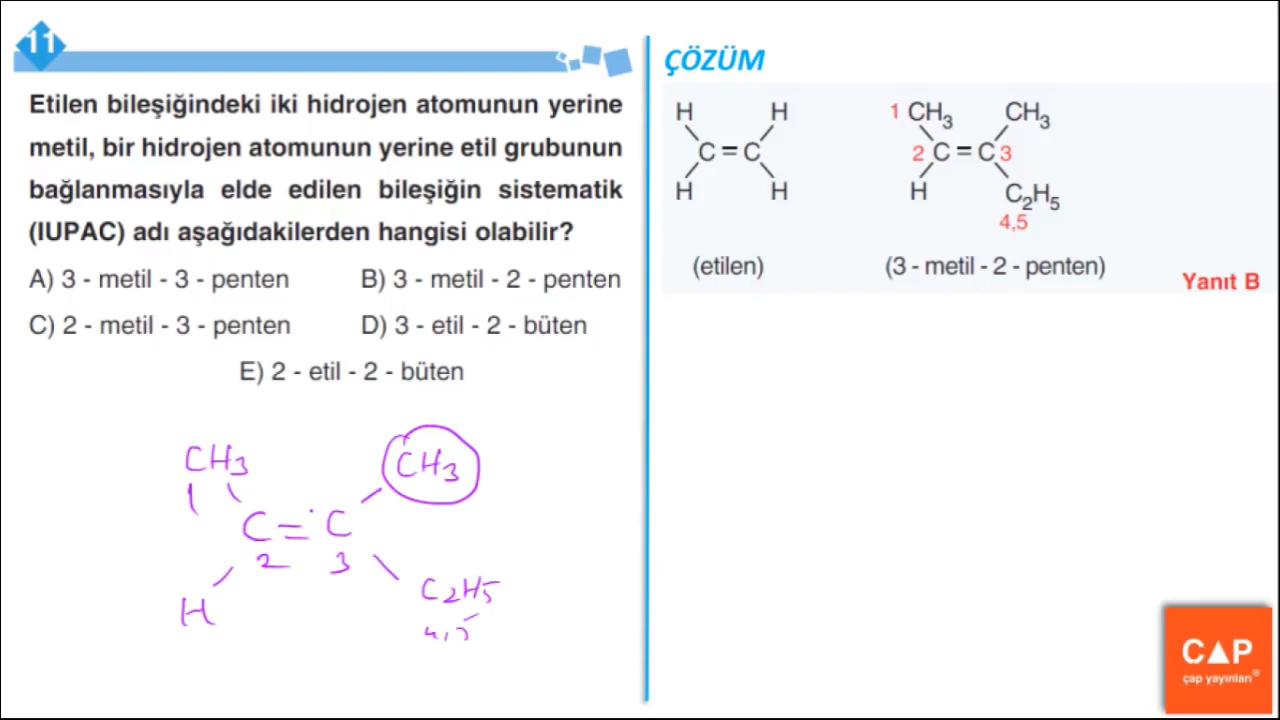 11
Etilen bileşiğindeki iki hidrojen atomunun yerine
metil, bir hidrojen atomunun yerine etil grubunun
bağlanmasıyla elde edilen bileşiğin sistematik
(IUPAC) adı aşağıdakilerden hangisi olabilir?
A) 3 - metil - 3 - penten B) 3 - metil - 2 - penten
C) 2 - metil - 3 - penten D) 3 - etil - 2 - büten
E) 2 - etil - 2 - büten
CH3 CH3
1
C = C
2 3
H C2H5
4,5
ÇÖZÜM
H H
C = C
H H
(etilen)
1 CH3 CH3
2 C = C 3
H C2H5
4,5
(3 - metil - 2 - penten)
Yanıt B
CAP
çap yayınları®